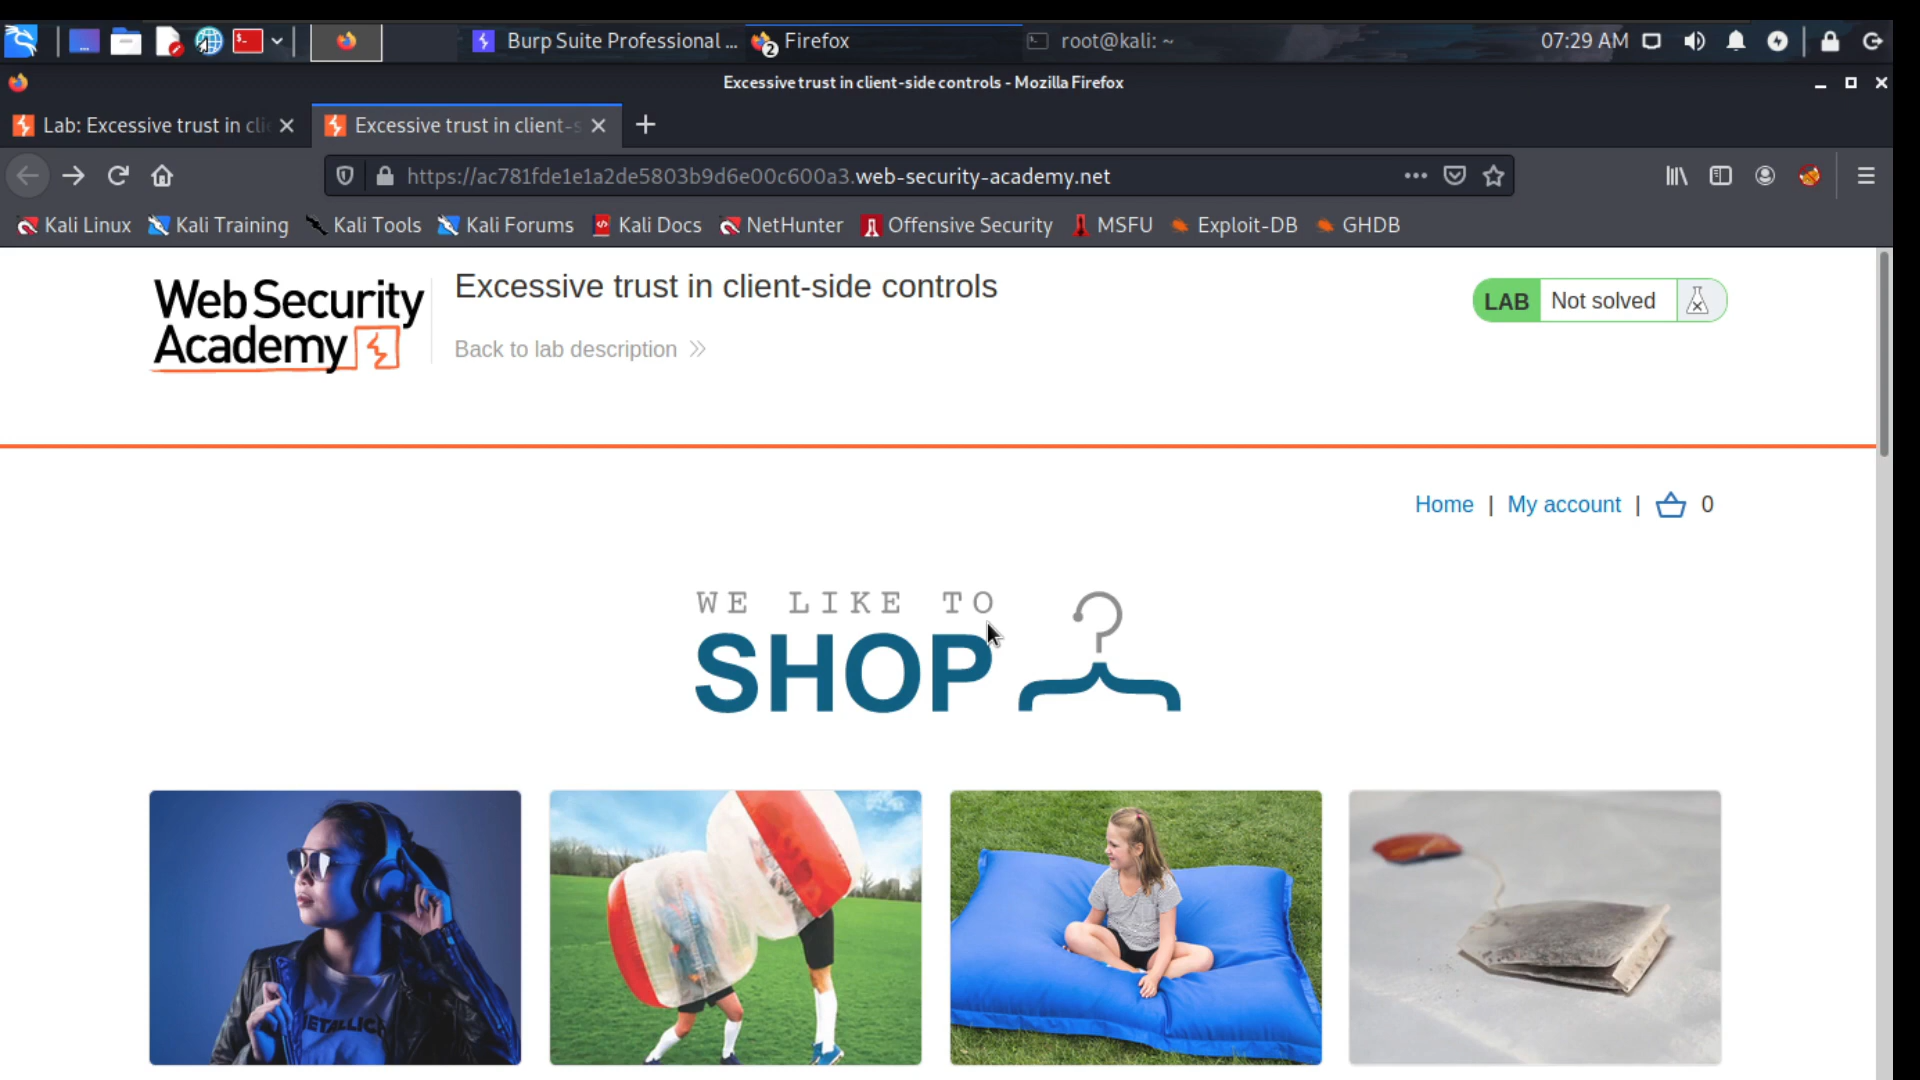 Burp Suite Professional ...
2
Firefox
root@kali: ~
07:29 AM
Excessive trust in client-side controls - Mozilla Firefox
Lab: Excessive trust in clie
Excessive trust in client-s
https://ac781fde1e1a2de5803b9d6e00c600a3.web-security-academy.net
Kali Linux
Kali Training
Kali Tools
Kali Forums
Kali Docs
NetHunter
Offensive Security
MSFU
Exploit-DB
GHDB
Web Security
Academy
Excessive trust in client-side controls
Back to lab description
LAB
Not solved
Home | My account | 0
WE LIKE TO
SHOP
METALLICA